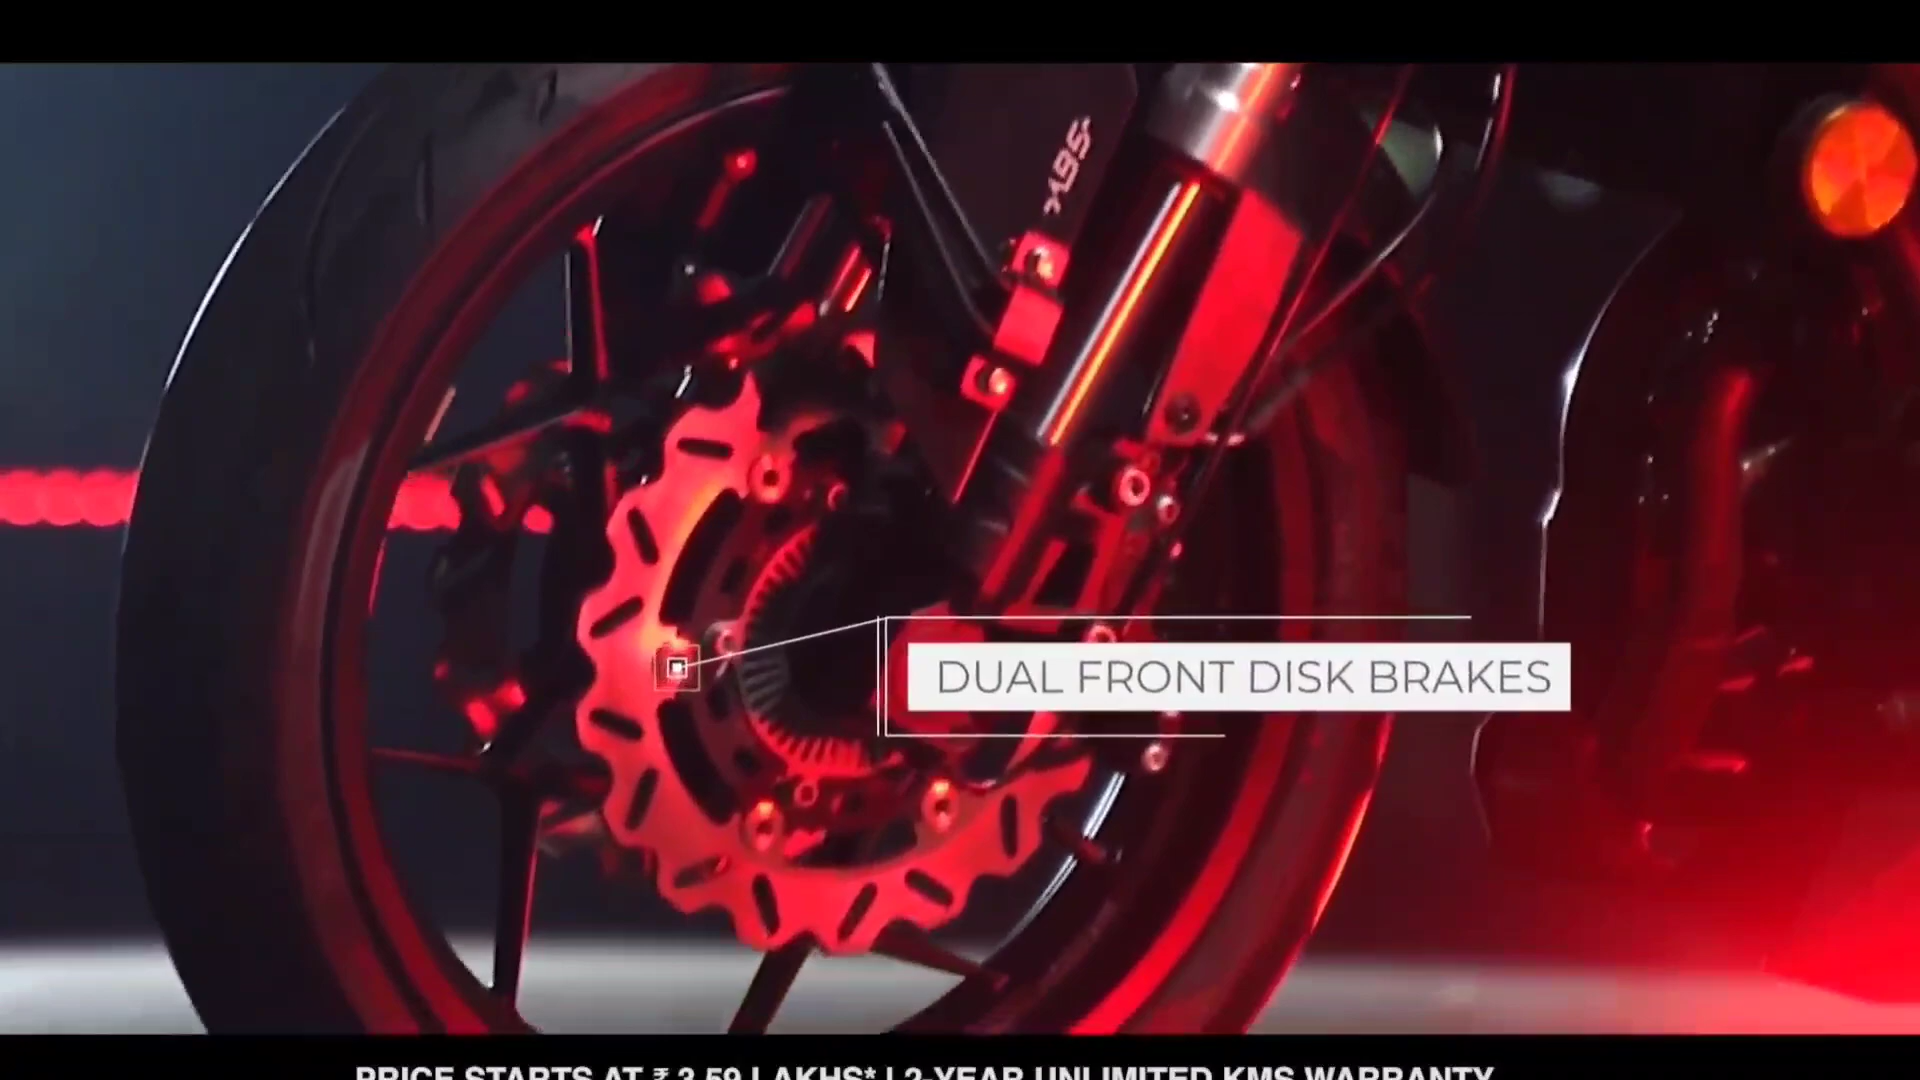 ABS
DUAL FRONT DISK BRAKES
PRICE STARTS AT ₹ 3.59 LAKHS* | 2-YEAR UNLIMITED KMS WARRANTY